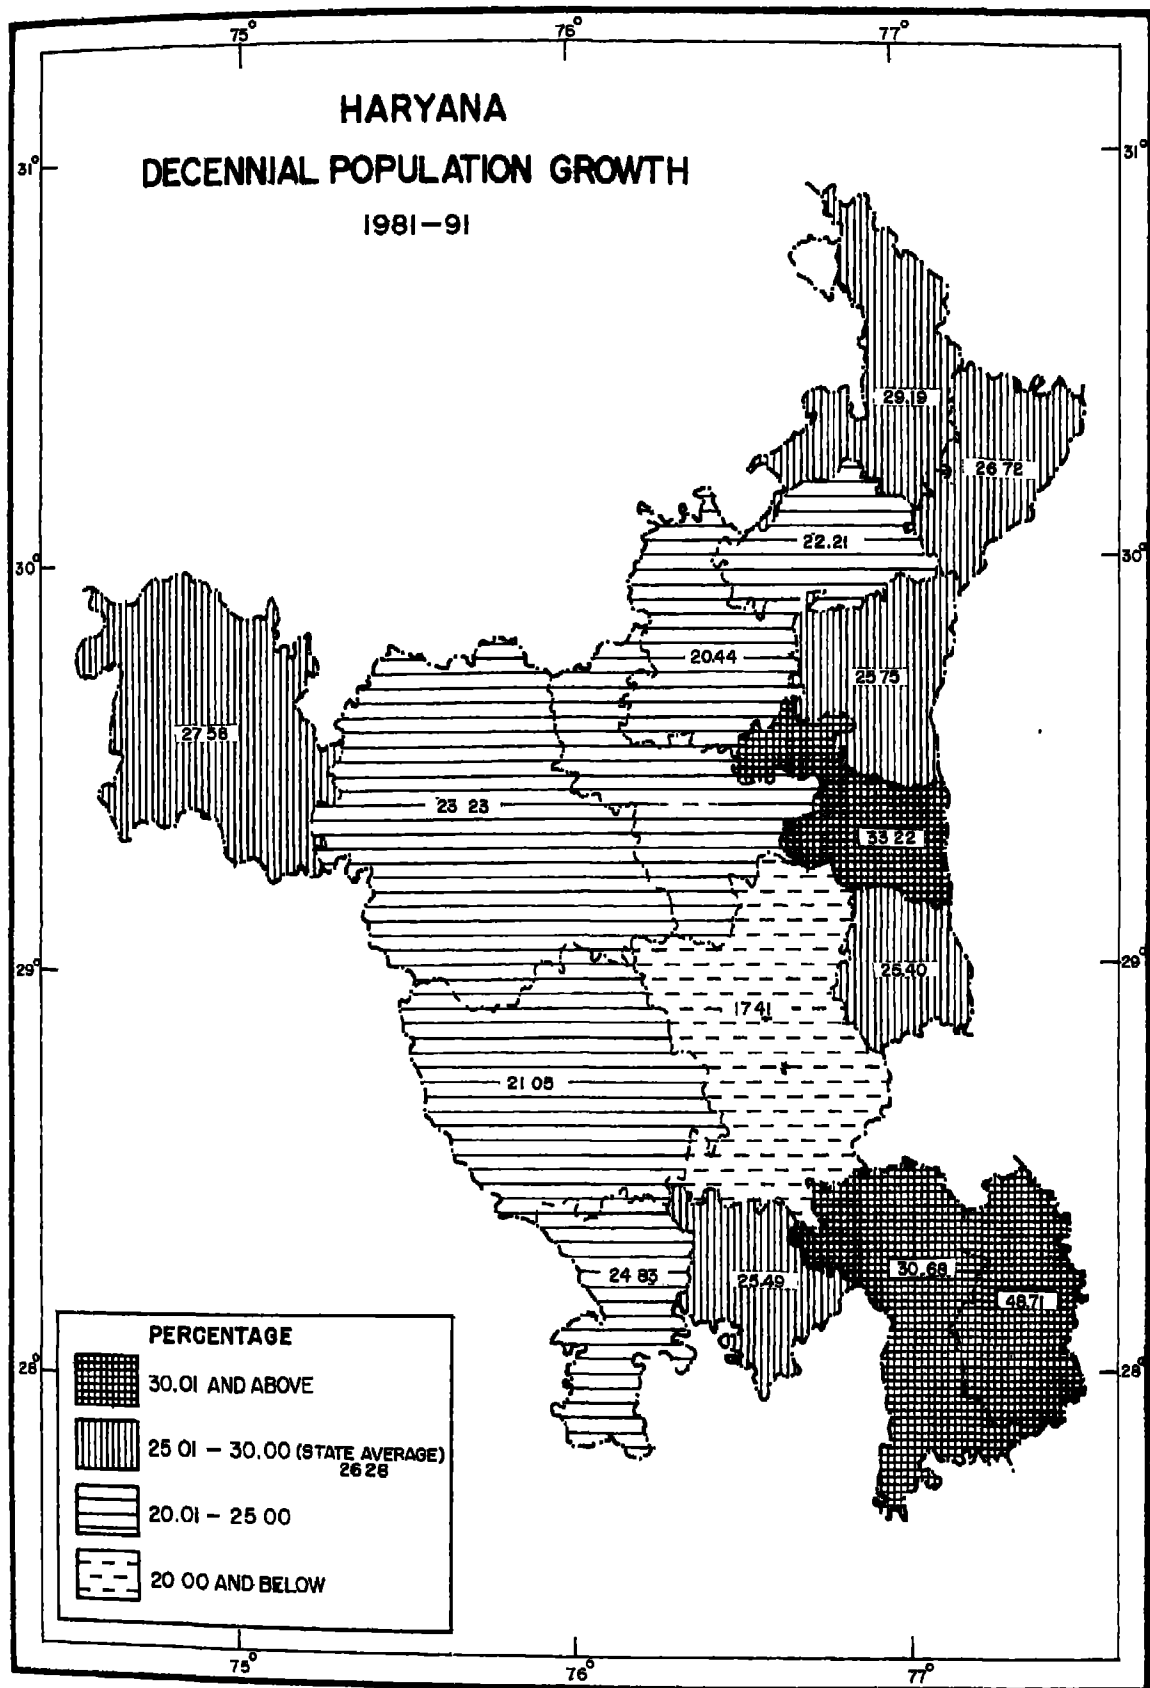 75° 76° 77°
HARYANA
DECENNIAL POPULATION GROWTH
1981-91
31° 31°
29.19
26 72
22.21
30° 30°
20.44
25 75
27 58
23 23
33 22
29° 25.40 29°
17 41
21 05
24 83
25.49
30.68
48.71
28° 28°
PERCENTAGE
30.01 AND ABOVE
25 01 - 30.00 (STATE AVERAGE)
26 28
20.01 - 25 00
20 00 AND BELOW
75° 76° 77°